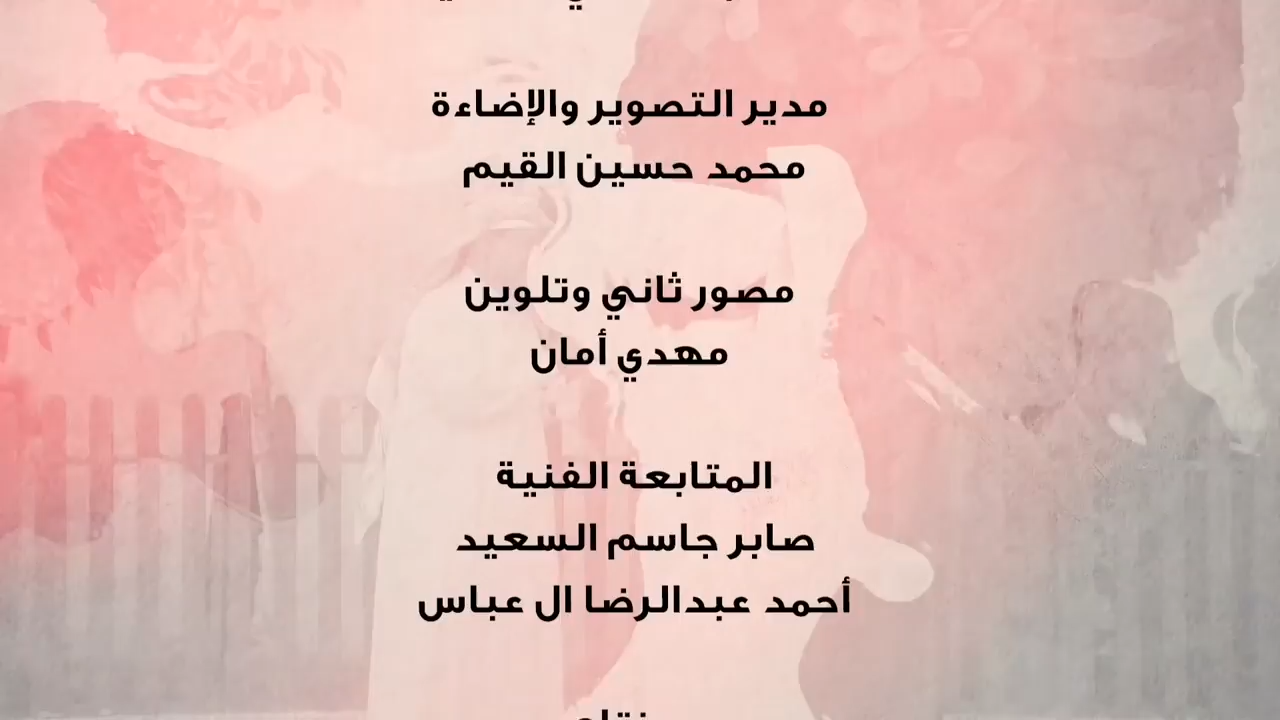 مدير التصوير والإضاءة
محمد حسين القيم
مصور ثاني وتلوين
مهدي أمان
المتابعة الفنية
صابر جاسم السعيد
أحمد عبدالرضا ال عباس